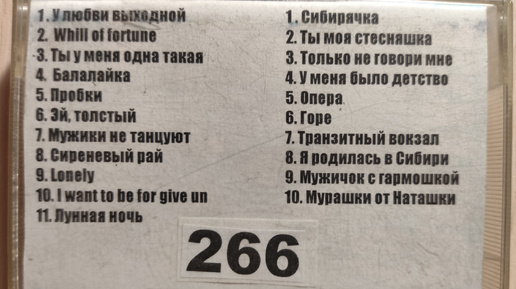 1. У любви выходной
2. Whill of fortune
3. Ты у меня одна такая
4. Балалайка
5. Пробки
6. Эй, толстый
7. Мужики не танцуют
8. Сиреневый рай
9. Lonely
10. I want to be for give un
11. Лунная ночь
1. Сибирячка
2. Ты моя стесняшка
3. Только не говори мне
4. У меня было детство
5. Опера
6. Горе
7. Транзитный вокзал
8. Я родилась в Сибири
9. Мужичок с гармошкой
10. Мурашки от Наташки
266